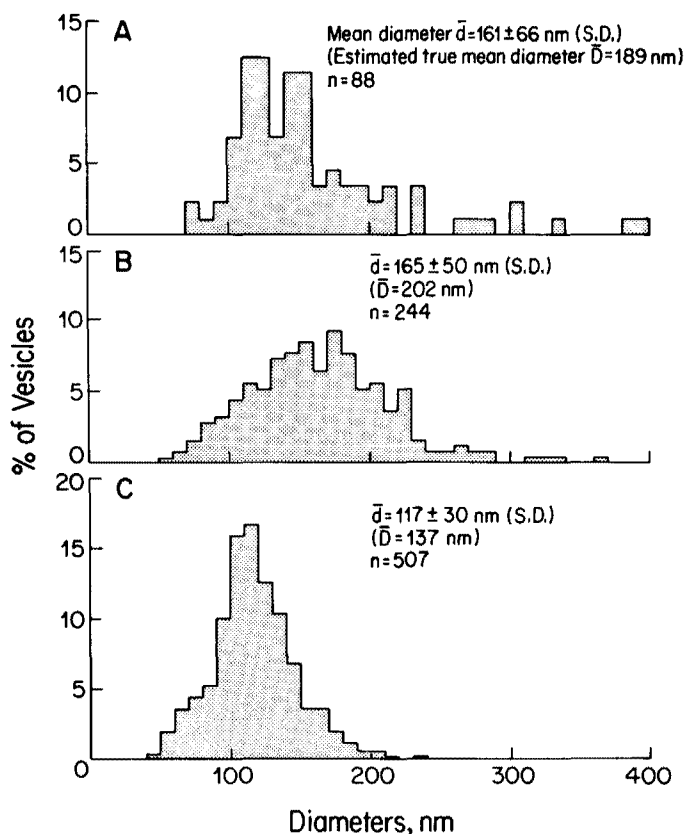 A
Mean diameter d̄=161±66 nm (S.D.)
(Estimated true mean diameter D̄=189 nm)
n=88
15
10
5
0
B
d̄=165±50 nm (S.D.)
(D̄=202 nm)
n=244
15
10
5
0
% of Vesicles
C
d̄=117±30 nm (S.D.)
(D̄=137 nm)
n=507
20
15
10
5
0
100
200
300
400
Diameters, nm